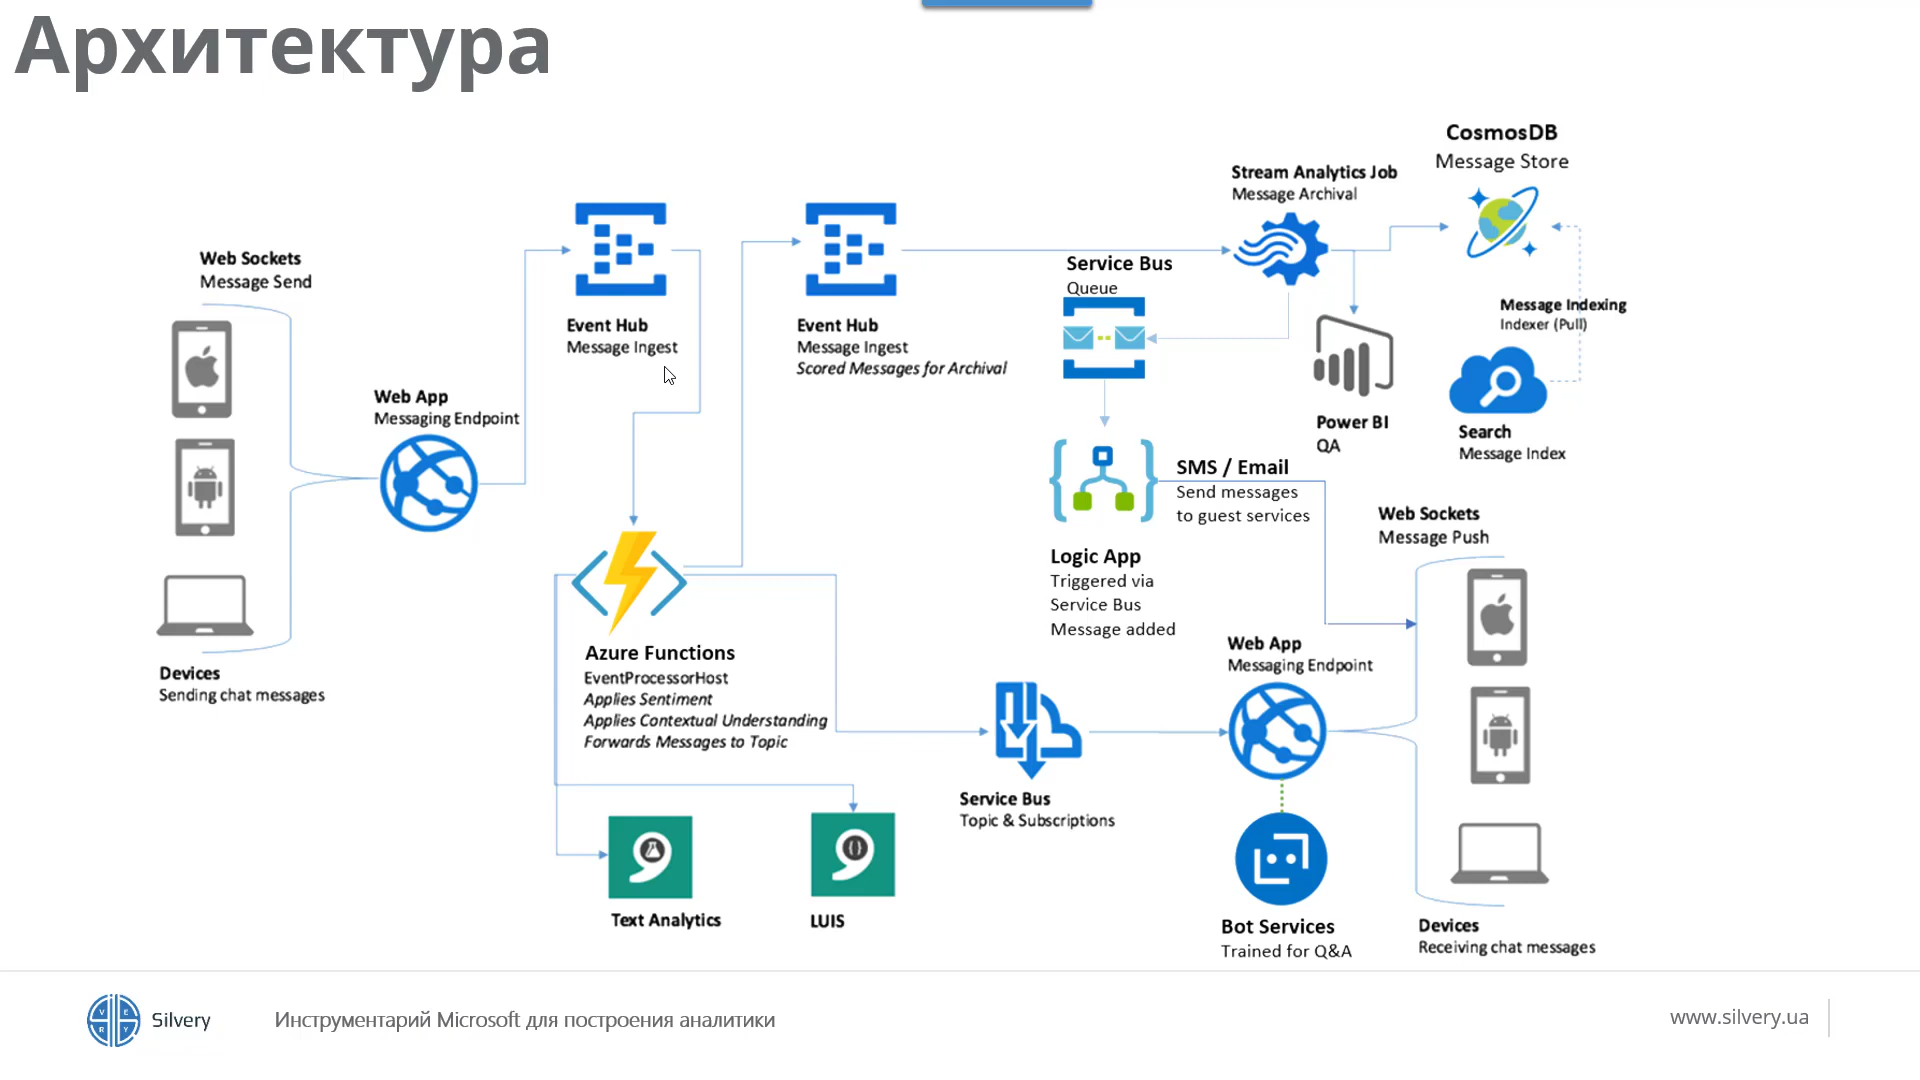 Архитектура
Web Sockets
Message Send
Devices
Sending chat messages
Web App
Messaging Endpoint
Event Hub
Message Ingest
Event Hub
Message Ingest
Scored Messages for Archival
Azure Functions
EventProcessorHost
Applies Sentiment
Applies Contextual Understanding
Forwards Messages to Topic
Text Analytics
LUIS
Stream Analytics Job
Message Archival
CosmosDB
Message Store
Service Bus
Queue
Message Indexing
Indexer (Pull)
Power BI
QA
Search
Message Index
SMS / Email
Send messages
to guest services
Logic App
Triggered via
Service Bus
Message added
Web Sockets
Message Push
Service Bus
Topic & Subscriptions
Web App
Messaging Endpoint
Bot Services
Trained for Q&A
Devices
Receiving chat messages
V E
R Y
Silvery
Инструментарий Microsoft для построения аналитики
www.silvery.ua